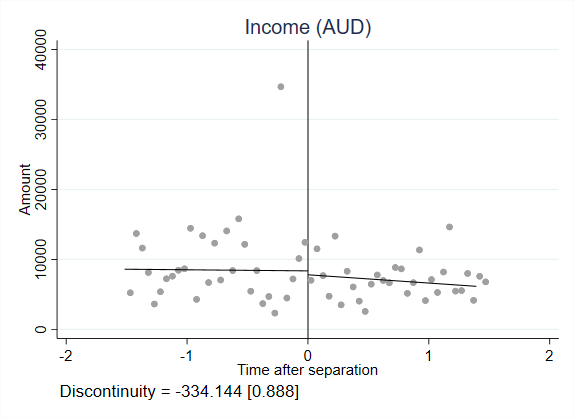 Income (AUD)
Amount
40000
30000
20000
10000
0
-2
-1
0
1
2
Time after separation
Discontinuity = -334.144 [0.888]